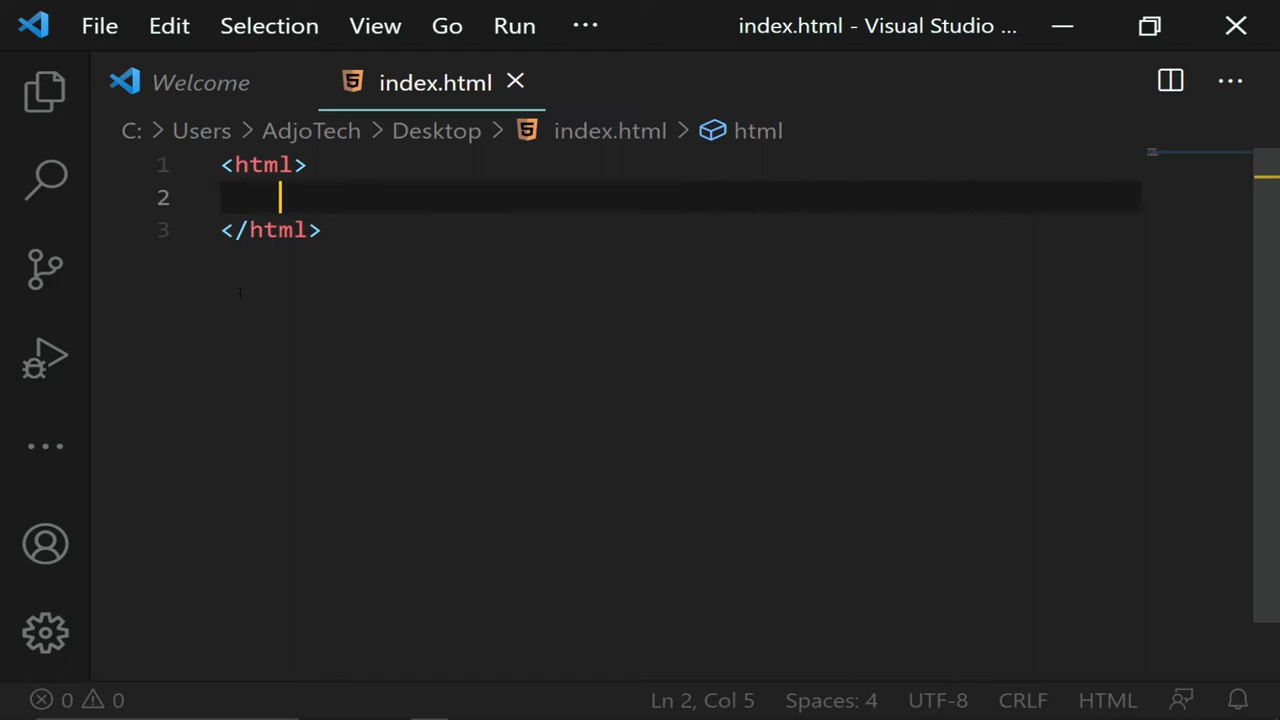 File Edit Selection View Go Run ··· index.html - Visual Studio ...
Welcome index.html
C: > Users > AdjoTech > Desktop > index.html > html
1 <html>
2
3 </html>
0 0 Ln 2, Col 5 Spaces: 4 UTF-8 CRLF HTML